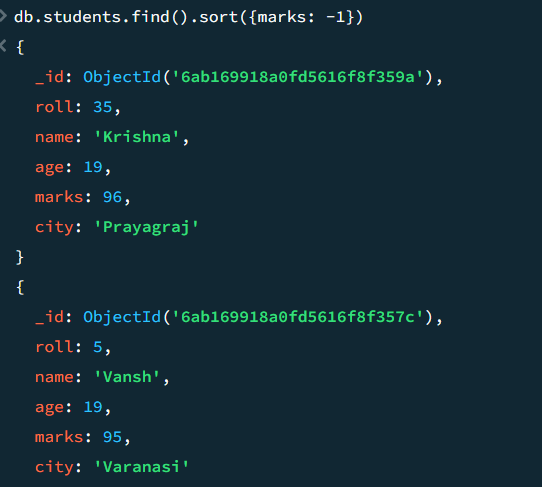 > db.students.find().sort({marks: -1})
< {
_id: ObjectId('6ab169918a0fd5616f8f359a'),
roll: 35,
name: 'Krishna',
age: 19,
marks: 96,
city: 'Prayagraj'
}
{
_id: ObjectId('6ab169918a0fd5616f8f357c'),
roll: 5,
name: 'Vansh',
age: 19,
marks: 95,
city: 'Varanasi'